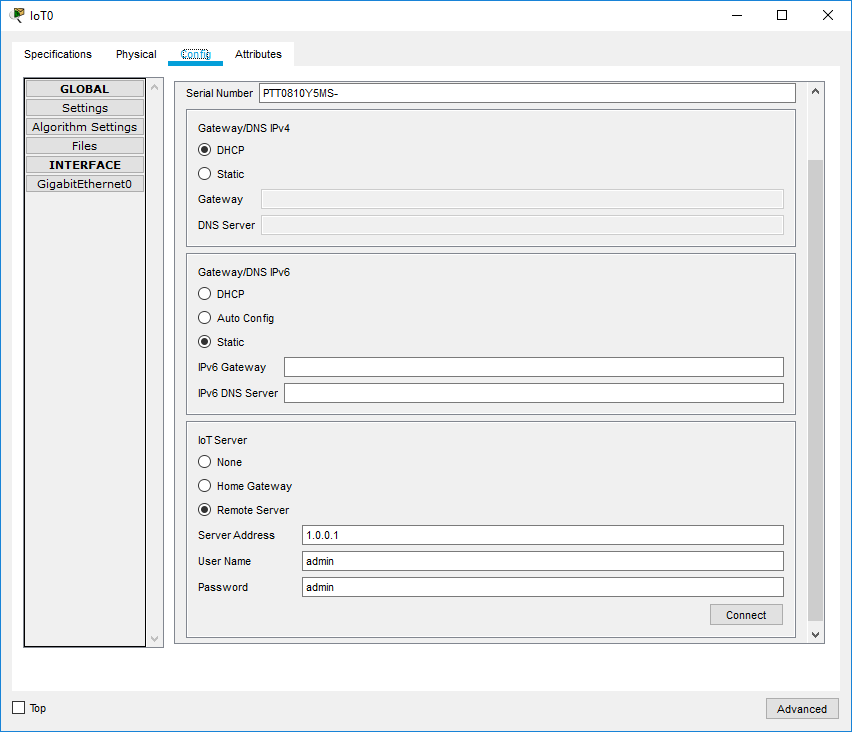 IoT0
Specifications Physical Config Attributes
GLOBAL
Settings
Algorithm Settings
Files
INTERFACE
GigabitEthernet0
Serial Number PTT0810Y5MS-
Gateway/DNS IPv4
DHCP
Static
Gateway
DNS Server
Gateway/DNS IPv6
DHCP
Auto Config
Static
IPv6 Gateway
IPv6 DNS Server
IoT Server
None
Home Gateway
Remote Server
Server Address 1.0.0.1
User Name admin
Password admin
Connect
Top Advanced